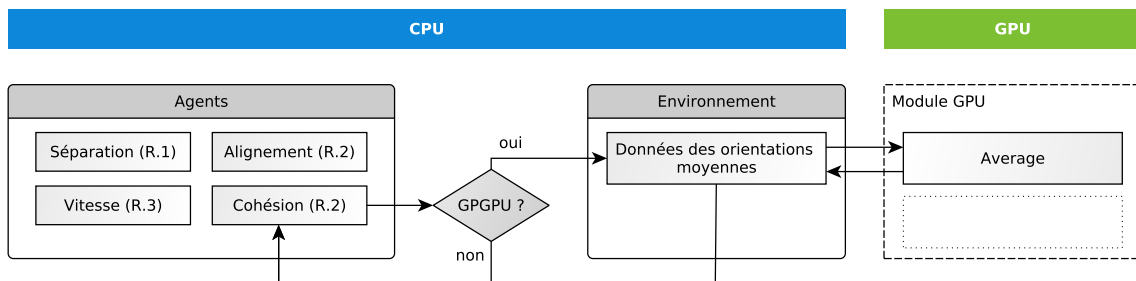 CPU
GPU
Agents
Environnement
Module GPU
Séparation (R.1)
Alignement (R.2)
Vitesse (R.3)
Cohésion (R.2)
GPGPU ?
oui
non
Données des orientations
moyennes
Average